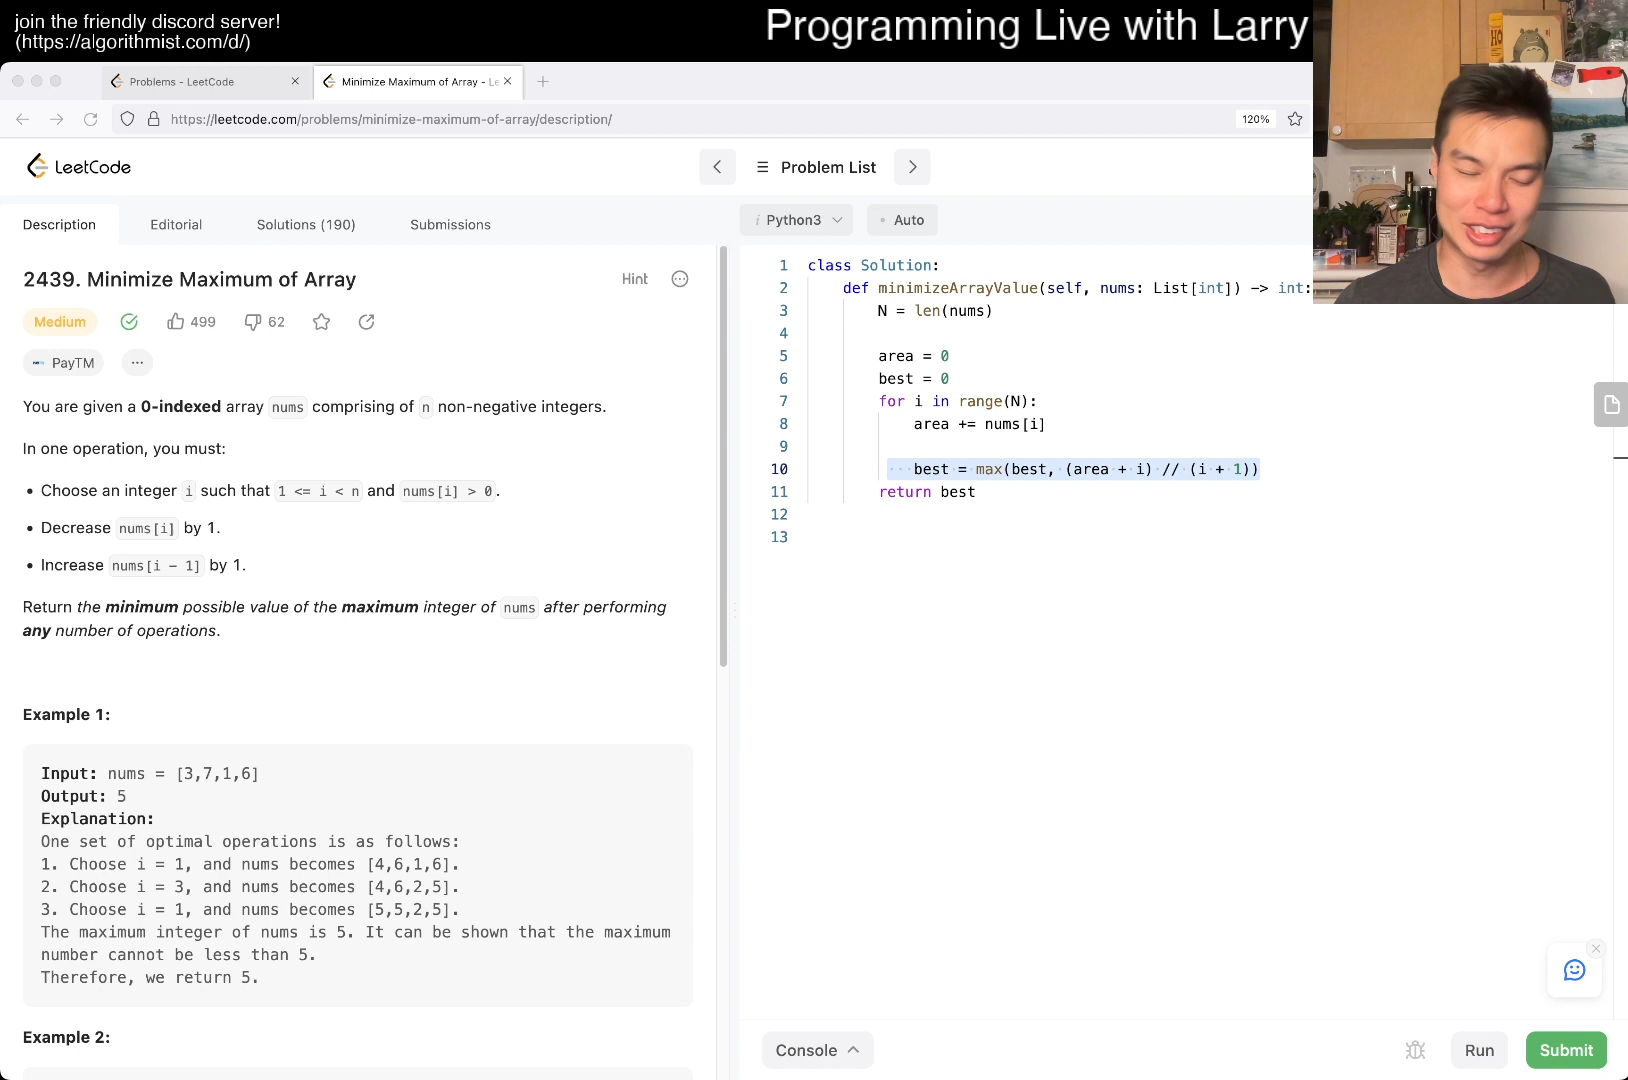 join the friendly discord server!
(https://algorithmist.com/d/)
Programming Live with Larry
Problems - LeetCode
Minimize Maximum of Array - Le
https://leetcode.com/problems/minimize-maximum-of-array/description/
120%
LeetCode
Problem List
Description
Editorial
Solutions (190)
Submissions
i Python3
• Auto
2439. Minimize Maximum of Array
Hint
Medium
499
62
PayTM
You are given a 0-indexed array nums comprising of n non-negative integers.
In one operation, you must:
• Choose an integer i such that 1 <= i < n and nums[i] > 0.
• Decrease nums[i] by 1.
• Increase nums[i - 1] by 1.
Return the minimum possible value of the maximum integer of nums after performing
any number of operations.
Example 1:
Input: nums = [3,7,1,6]
Output: 5
Explanation:
One set of optimal operations is as follows:
1. Choose i = 1, and nums becomes [4,6,1,6].
2. Choose i = 3, and nums becomes [4,6,2,5].
3. Choose i = 1, and nums becomes [5,5,2,5].
The maximum integer of nums is 5. It can be shown that the maximum
number cannot be less than 5.
Therefore, we return 5.
Example 2:
1 class Solution:
2 def minimizeArrayValue(self, nums: List[int]) -> int:
3 N = len(nums)
4
5 area = 0
6 best = 0
7 for i in range(N):
8 area += nums[i]
9
10 best = max(best, (area + i) // (i + 1))
11 return best
12
13
Console
Run
Submit